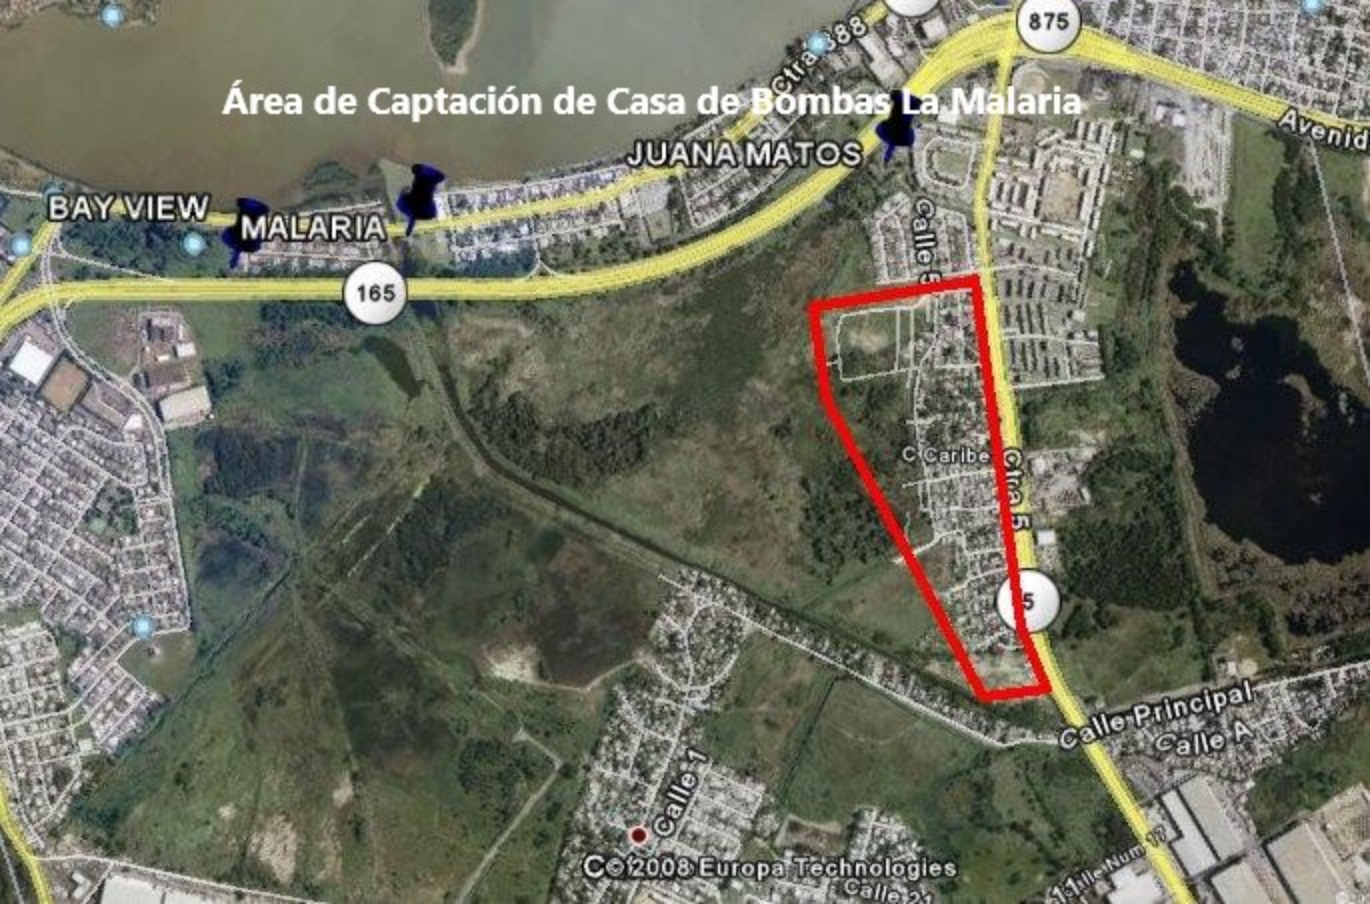 875
Ctra 888
Área de Captación de Casa de Bombas La Malaria
Avenid
JUANA MATOS
BAY VIEW
MALARIA
Calle 5
165
C Caribe
Ctra 5
5
Calle Principal
Calle A
Calle 1
©2008 Europa Technologies
Calle 21